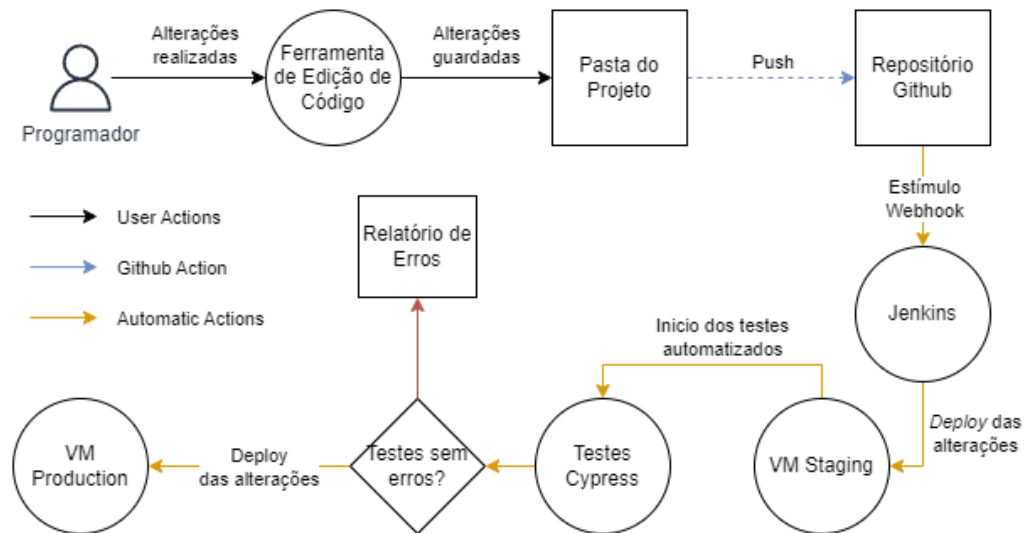 Alterações
realizadas
Ferramenta
de Edição de
Código
Alterações
guardadas
Pasta do
Projeto
Push
Repositório
Github
Programador
Estímulo
Webhook
User Actions
Github Action
Automatic Actions
Relatório de
Erros
Jenkins
Inicio dos testes
automatizados
Deploy das
alterações
VM Staging
Testes
Cypress
Testes sem
erros?
Deploy
das alterações
VM
Production